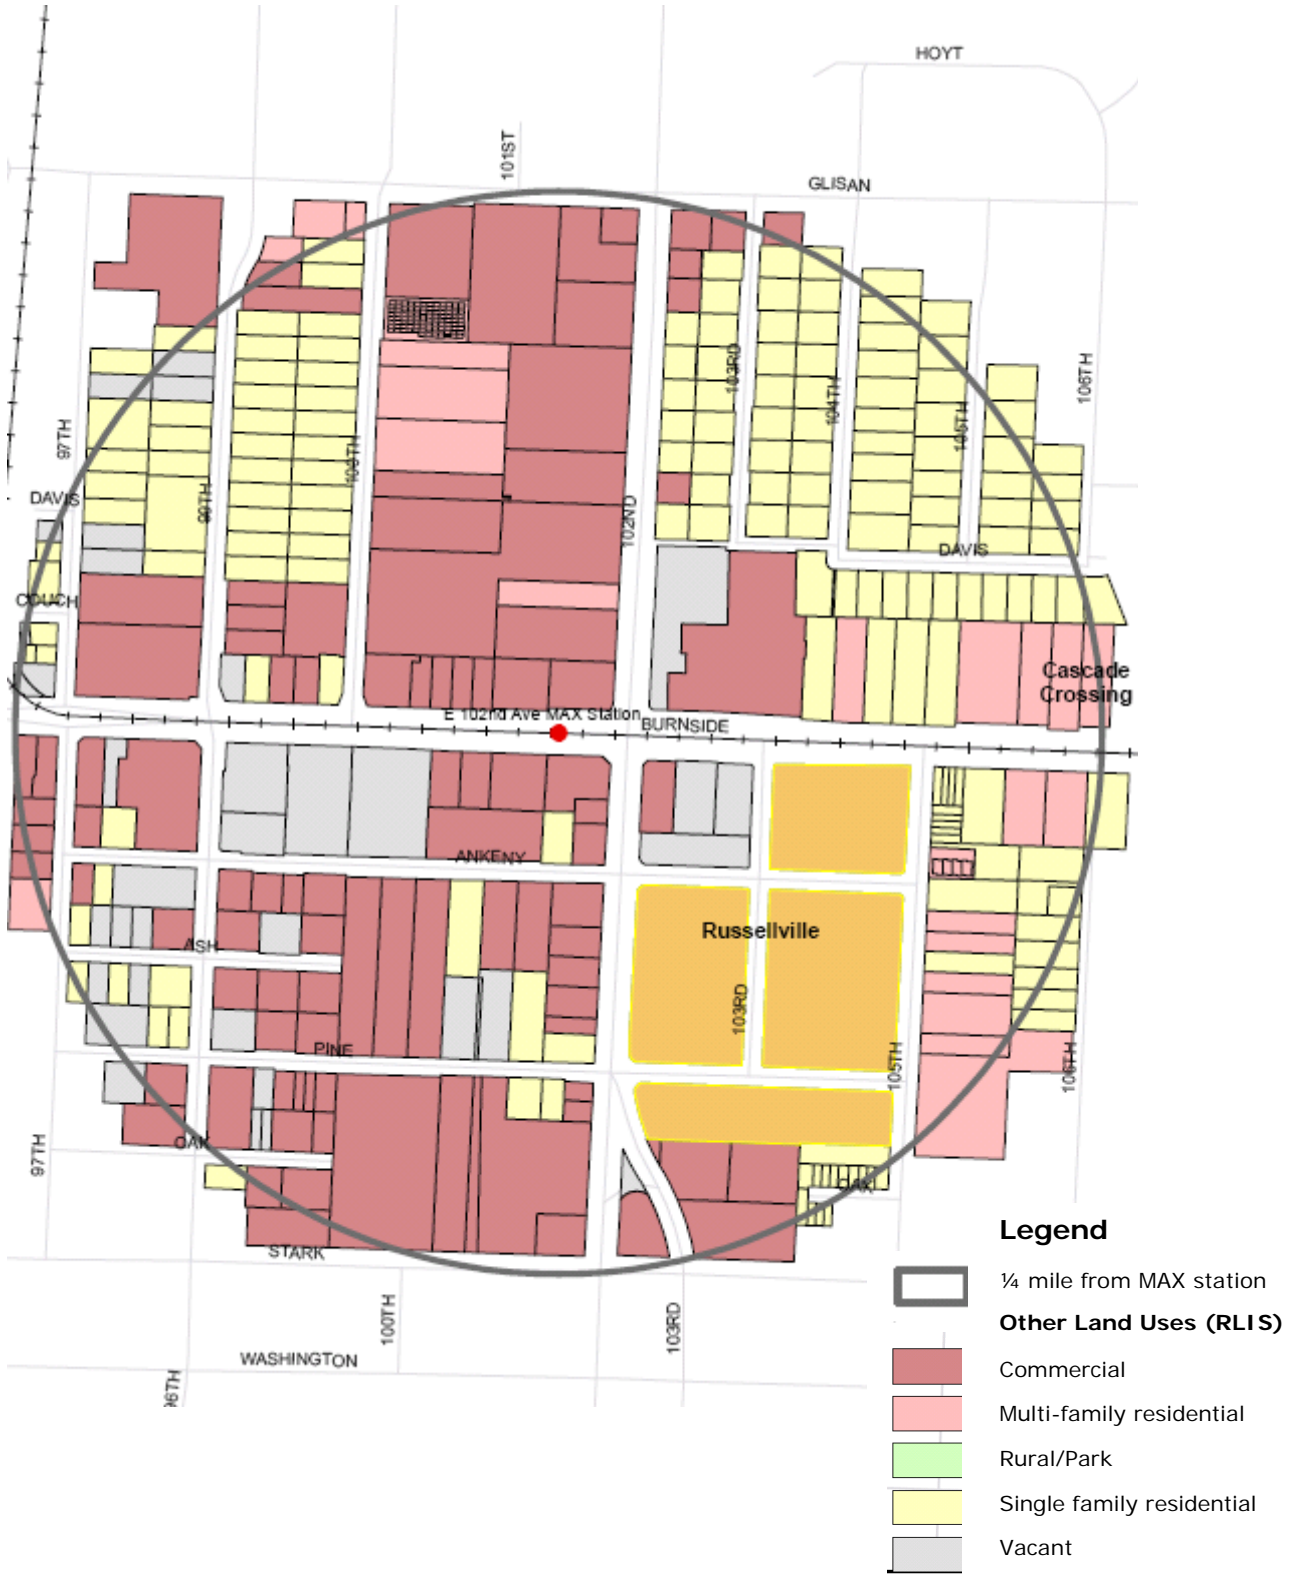 HOYT
101ST
GLISAN
103RD
104TH
105TH
106TH
97TH
99TH
100TH
102ND
DAVIS
DAVIS
COUCH
Cascade
Crossing
E 102nd Ave MAX Station
BURNSIDE
ANKENY
Russellville
ASH
103RD
PINE
105TH
106TH
97TH
OAK
OAK
STARK
100TH
103RD
WASHINGTON
96TH
Legend
¼ mile from MAX station
Other Land Uses (RLIS)
Commercial
Multi-family residential
Rural/Park
Single family residential
Vacant